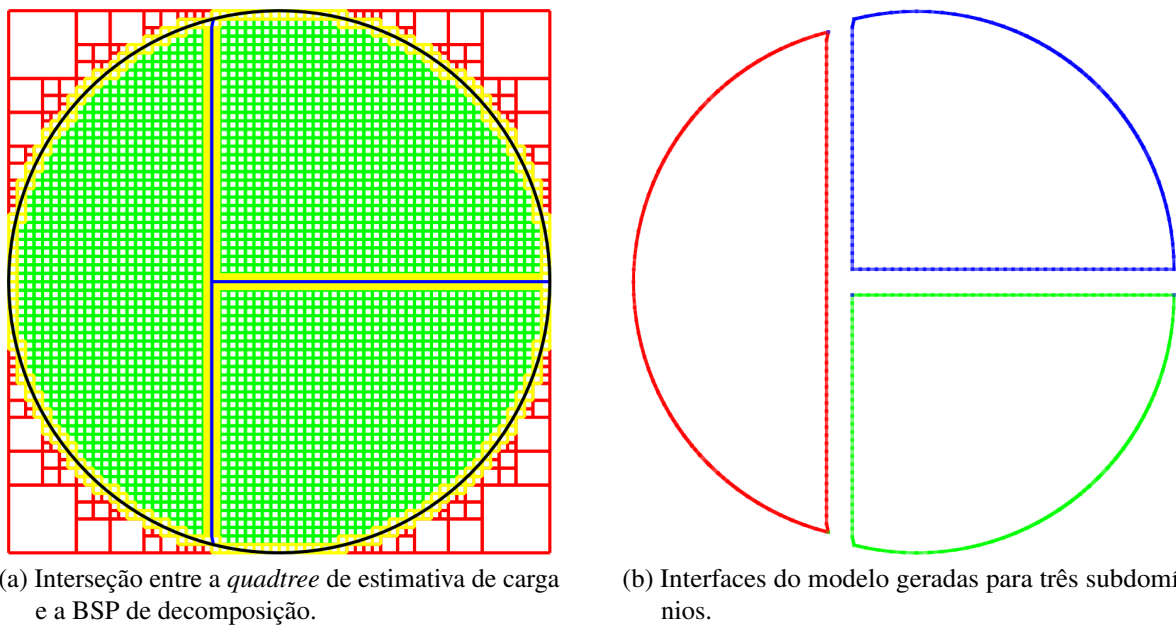 (a) Interseção entre a quadtree de estimativa de carga
e a BSP de decomposição.
(b) Interfaces do modelo geradas para três subdomí
nios.